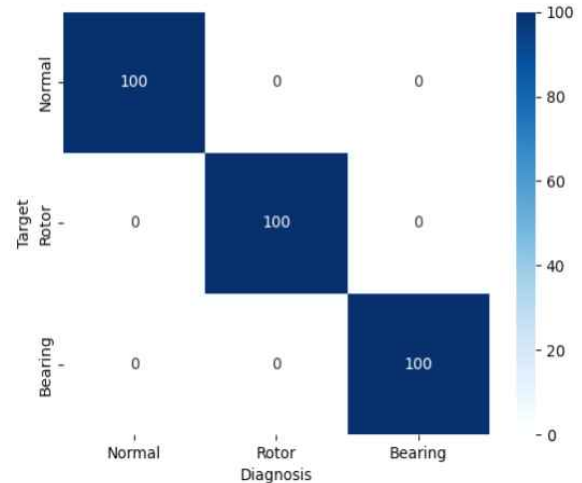 Target
Normal
Rotor
Bearing
100 0 0
0 100 0
0 0 100
Normal Rotor Bearing
Diagnosis
100
80
60
40
20
0